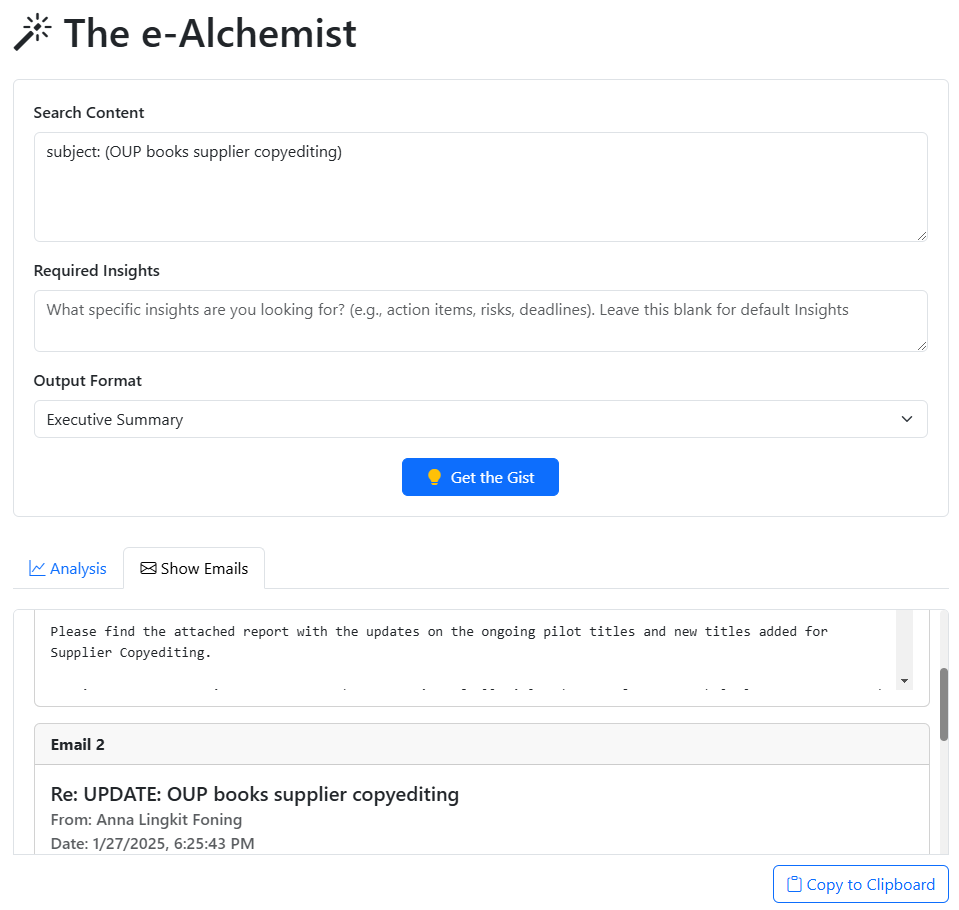 The e-Alchemist
Search Content
subject: (OUP books supplier copyediting)
Required Insights
What specific insights are you looking for? (e.g., action items, risks, deadlines). Leave this blank for default Insights
Output Format
Executive Summary
Get the Gist
Analysis
Show Emails
Please find the attached report with the updates on the ongoing pilot titles and new titles added for
Supplier Copyediting.
Email 2
Re: UPDATE: OUP books supplier copyediting
From: Anna Lingkit Foning
Date: 1/27/2025, 6:25:43 PM
Copy to Clipboard